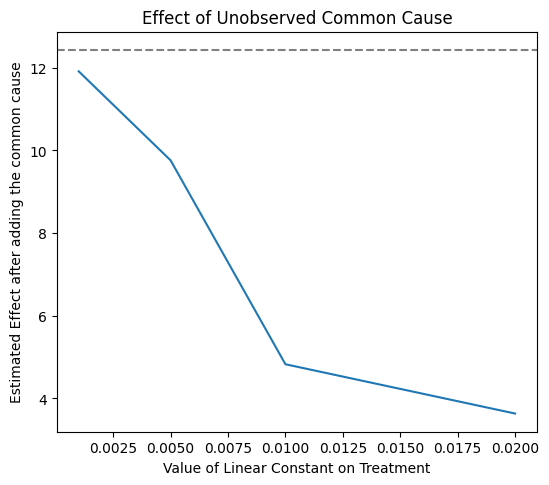 Effect of Unobserved Common Cause
Estimated Effect after adding the common cause
12
10
8
6
4
0.0025 0.0050 0.0075 0.0100 0.0125 0.0150 0.0175 0.0200
Value of Linear Constant on Treatment